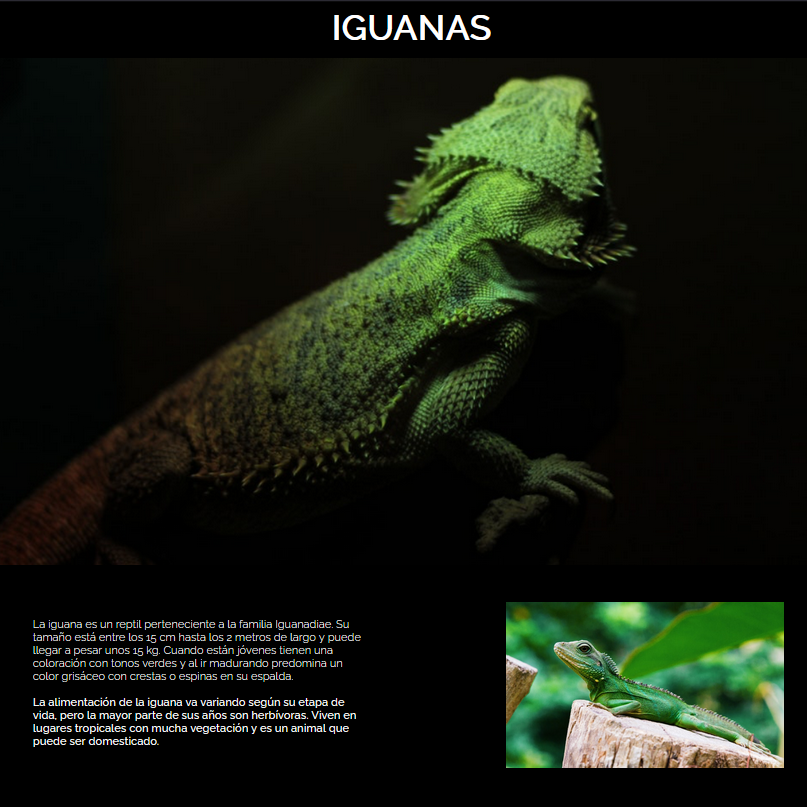 IGUANAS
La iguana es un reptil perteneciente a la familia Iguanadiae. Su
tamaño está entre los 15 cm hasta los 2 metros de largo y puede
llegar a pesar unos 15 kg. Cuando están jóvenes tienen una
coloración con tonos verdes y al ir madurando predomina un
color grisáceo con crestas o espinas en su espalda.
La alimentación de la iguana va variando según su etapa de
vida, pero la mayor parte de sus años son herbívoras. Viven en
lugares tropicales con mucha vegetación y es un animal que
puede ser domesticado.